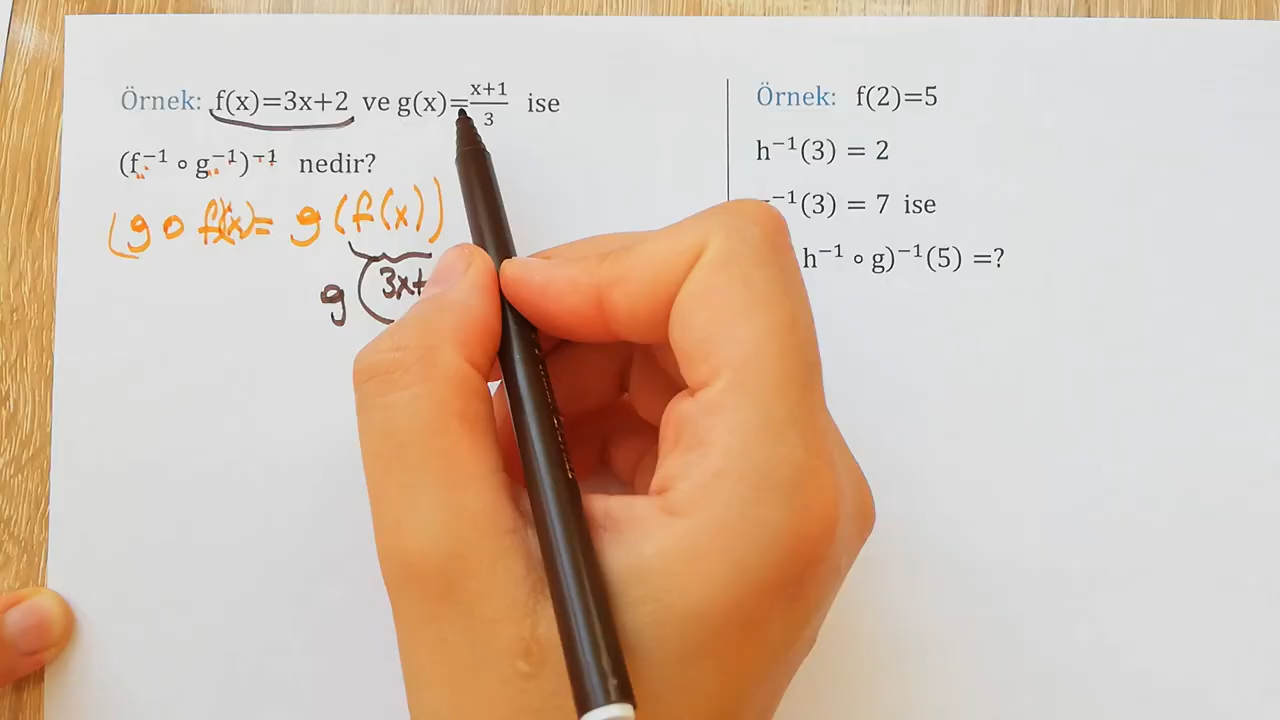 Örnek: f(x)=3x+2 ve g(x)=x+1/3 ise
(f⁻¹ ∘ g⁻¹)⁻¹ nedir?
(g o f)(x)= g(f(x))
g(3x+
Örnek: f(2)=5
h⁻¹(3) = 2
⁻¹(3) = 7 ise
h⁻¹ ∘ g)⁻¹(5) =?